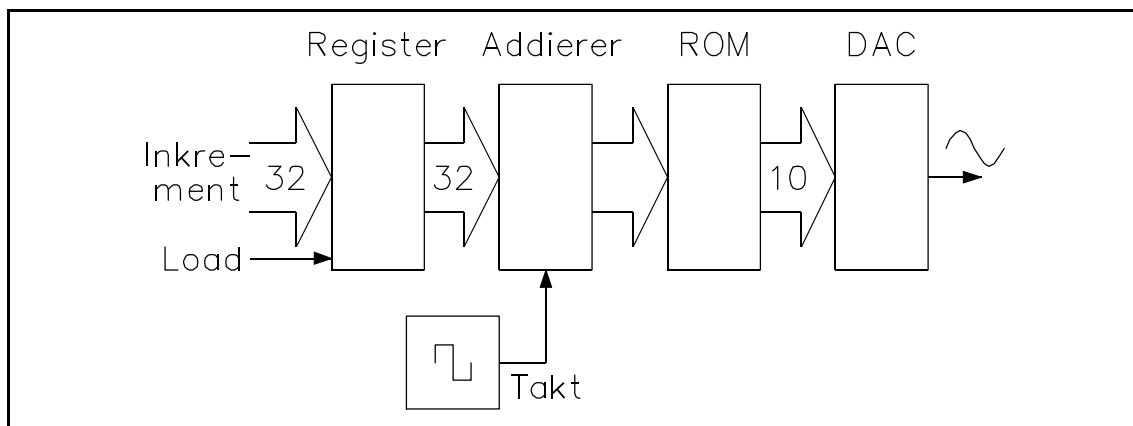 Register Addierer ROM DAC
Inkre-
ment
32 32 10
Load
Takt